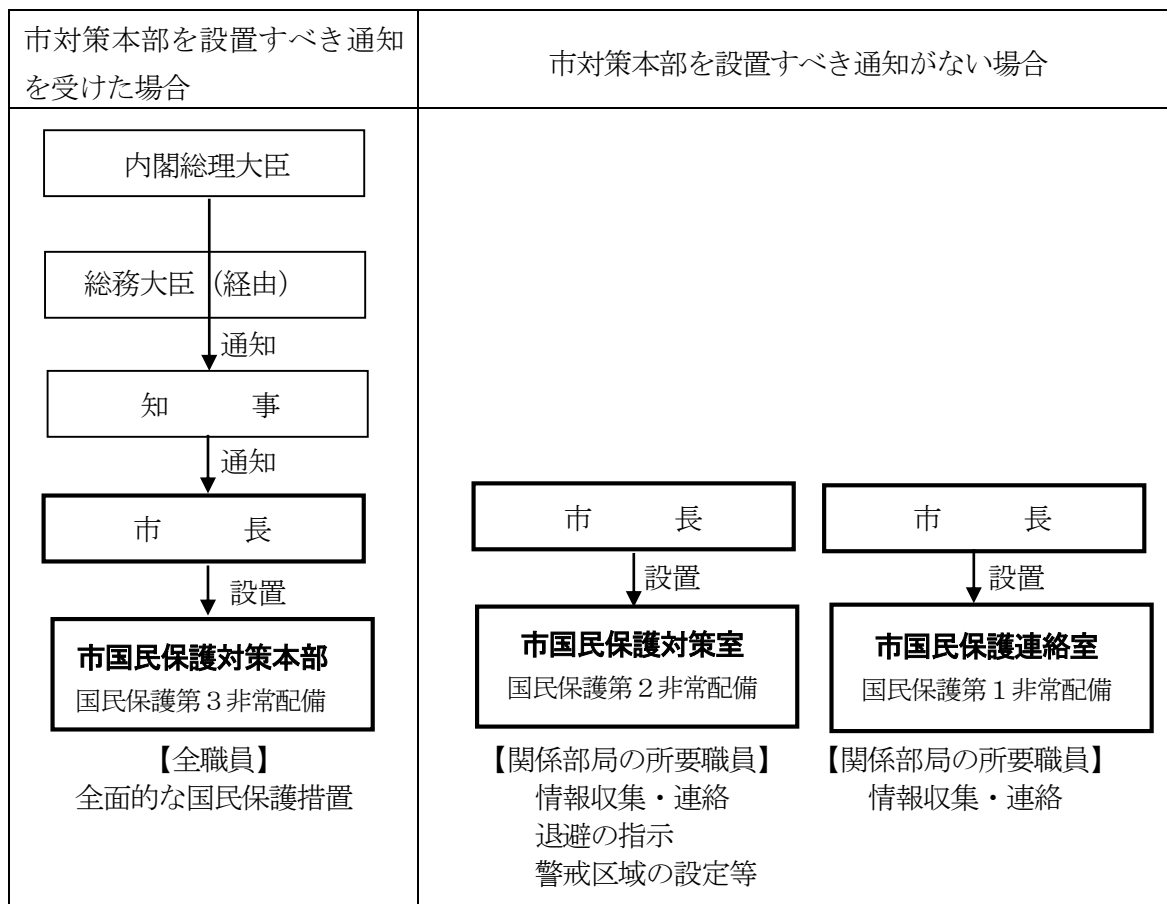 市対策本部を設置すべき通知
を受けた場合
市対策本部を設置すべき通知がない場合
内閣総理大臣
総務大臣（経由）
通知
知　　　事
通知
市　　　長
設置
市国民保護対策本部
国民保護第３非常配備
【全職員】
全面的な国民保護措置
市　　　長
設置
市国民保護対策室
国民保護第２非常配備
【関係部局の所要職員】
情報収集・連絡
退避の指示
警戒区域の設定等
市　　　長
設置
市国民保護連絡室
国民保護第１非常配備
【関係部局の所要職員】
情報収集・連絡